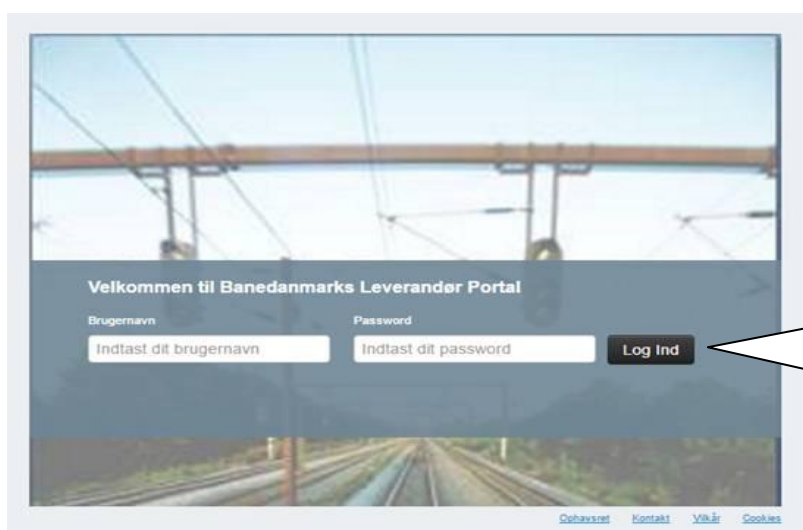 Velkommen til Banedanmarks Leverandør Portal
Brugernavn Password
Indtast dit brugernavn Indtast dit password Log Ind
Ophavsret Kontakt Vilkår Cookies